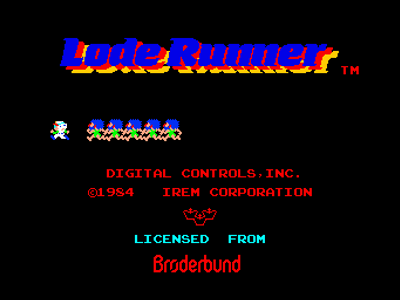 Lode Runner TM
DIGITAL CONTROLS,INC.
©1984 IREM CORPORATION
LICENSED FROM
Brøderbund